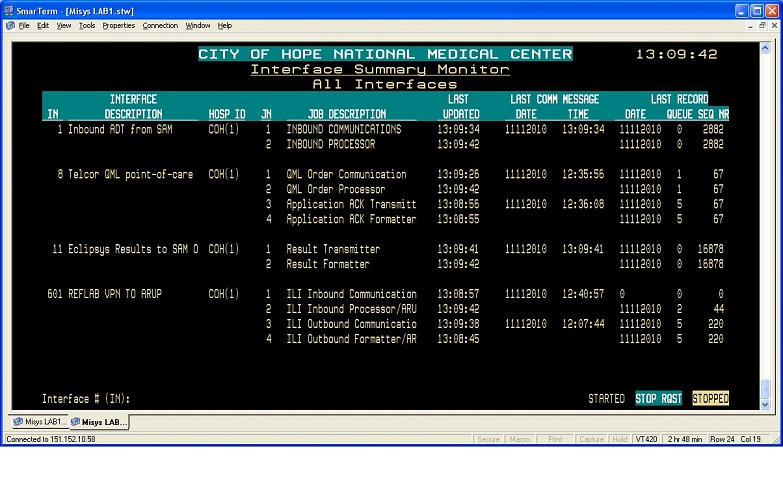 SmarTerm - [Misys LAB1.stw]
File Edit View Tools Properties Connection Window Help
CITY OF HOPE NATIONAL MEDICAL CENTER 13:09:42
Interface Summary Monitor
All Interfaces
INTERFACE LAST LAST COMM MESSAGE LAST RECORD
IN DESCRIPTION HOSP ID JN JOB DESCRIPTION UPDATED DATE TIME DATE QUEUE SEQ NR
1 Inbound ADT from SAM COH(1) 1 INBOUND COMMUNICATIONS 13:09:34 11112010 13:09:34 11112010 0 2882
2 INBOUND PROCESSOR 13:09:42 11112010 0 2882
8 Telcor QML point-of-care COH(1) 1 QML Order Communication 13:09:26 11112010 12:35:56 11112010 1 67
2 QML Order Processor 13:09:42 11112010 1 67
3 Application ACK Transmitt 13:08:56 11112010 12:36:08 11112010 5 67
4 Application ACK Formatter 13:08:55 11112010 5 67
11 Eclipsys Results to SAM O COH(1) 1 Result Transmitter 13:09:41 11112010 13:09:41 11112010 0 16878
2 Result Formatter 13:09:42 11112010 0 16878
601 REFLAB VPN TO ARUP COH(1) 1 ILI Inbound Communication 13:08:57 11112010 12:40:57 0 0 0
2 ILI Inbound Processor/ARU 13:09:42 11112010 2 44
3 ILI Outbound Communicatio 13:09:38 11112010 12:07:44 11112010 5 220
4 ILI Outbound Formatter/AR 13:08:45 11112010 5 220
Interface # (IN): STARTED STOP RQST STOPPED
Misys LAB1... Misys LAB...
Connected to 151.152.10.58 Secure Macro Print Capture Hold VT420 2 hr 48 min Row 24 Col 19